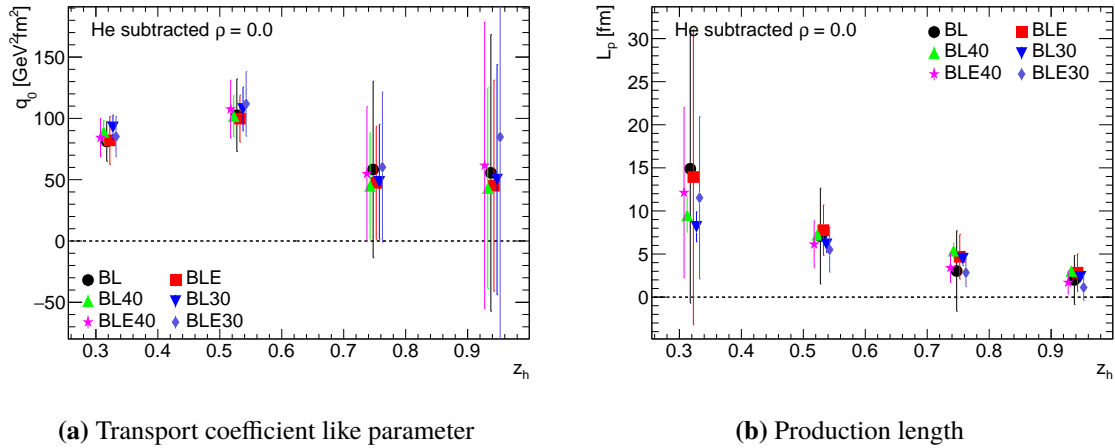 He subtracted ρ = 0.0
q₀ [GeV²fm²]
150
100
50
0
−50
BL BLE
BL40 BL30
BLE40 BLE30
0.3 0.4 0.5 0.6 0.7 0.8 0.9
z_h
(a) Transport coefficient like parameter
He subtracted ρ = 0.0
L_p [fm]
30
25
20
15
10
5
0
BL BLE
BL40 BL30
BLE40 BLE30
0.3 0.4 0.5 0.6 0.7 0.8 0.9
z_h
(b) Production length